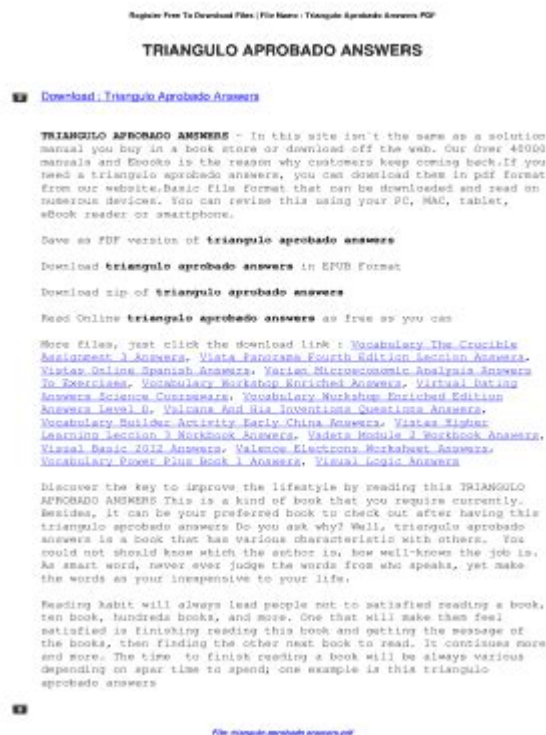 Register Free To Download Files | File Name : Triangulo Aprobado Answers PDF
TRIANGULO APROBADO ANSWERS
Download : Triangulo Aprobado Answers
TRIANGULO APROBADO ANSWERS - In this site isn't the same as a solution
manual you buy in a book store or download off the web. Our Over 40000
manuals and Ebooks is the reason why customers keep coming back.If you
need a triangulo aprobado answers, you can download them in pdf format
from our website.Basic file format that can be downloaded and read on
numerous devices. You can revise this using your PC, MAC, tablet,
eBook reader or smartphone.
Save as PDF version of triangulo aprobado answers
Download triangulo aprobado answers in EPUB Format
Download zip of triangulo aprobado answers
Read Online triangulo aprobado answers as free as you can
More files, just click the download link : Vocabulary The Crucible
Assignment 3 Answers, Vista Panorama Fourth Edition Leccion Answers,
Vistas Online Spanish Answers, Varian Microeconomic Analysis Answers
To Exercises, Vocabulary Workshop Enriched Answers, Virtual Dating
Answers Science Courseware, Vocabulary Workshop Enriched Edition
Answers Level D, Vulcans And His Inventions Questions Answers,
Vocabulary Builder Activity Early China Answers, Vistas Higher
Learning Leccion 3 Workbook Answers, Vadets Module 2 Workbook Answers,
Visual Basic 2012 Answers, Valence Electrons Worksheet Answers,
Vocabulary Power Plus Book 1 Answers, Visual Logic Answers
Discover the key to improve the lifestyle by reading this TRIANGULO
APROBADO ANSWERS This is a kind of book that you require currently.
Besides, it can be your preferred book to check out after having this
triangulo aprobado answers Do you ask why? Well, triangulo aprobado
answers is a book that has various characteristic with others. You
could not should know which the author is, how well-known the job is.
As smart word, never ever judge the words from who speaks, yet make
the words as your inexpensive to your life.
Reading habit will always lead people not to satisfied reading a book,
ten book, hundreds books, and more. One that will make them feel
satisfied is finishing reading this book and getting the message of
the books, then finding the other next book to read. It continues more
and more. The time to finish reading a book will be always various
depending on spar time to spend; one example is this triangulo
aprobado answers
File: triangulo aprobado answers.pdf